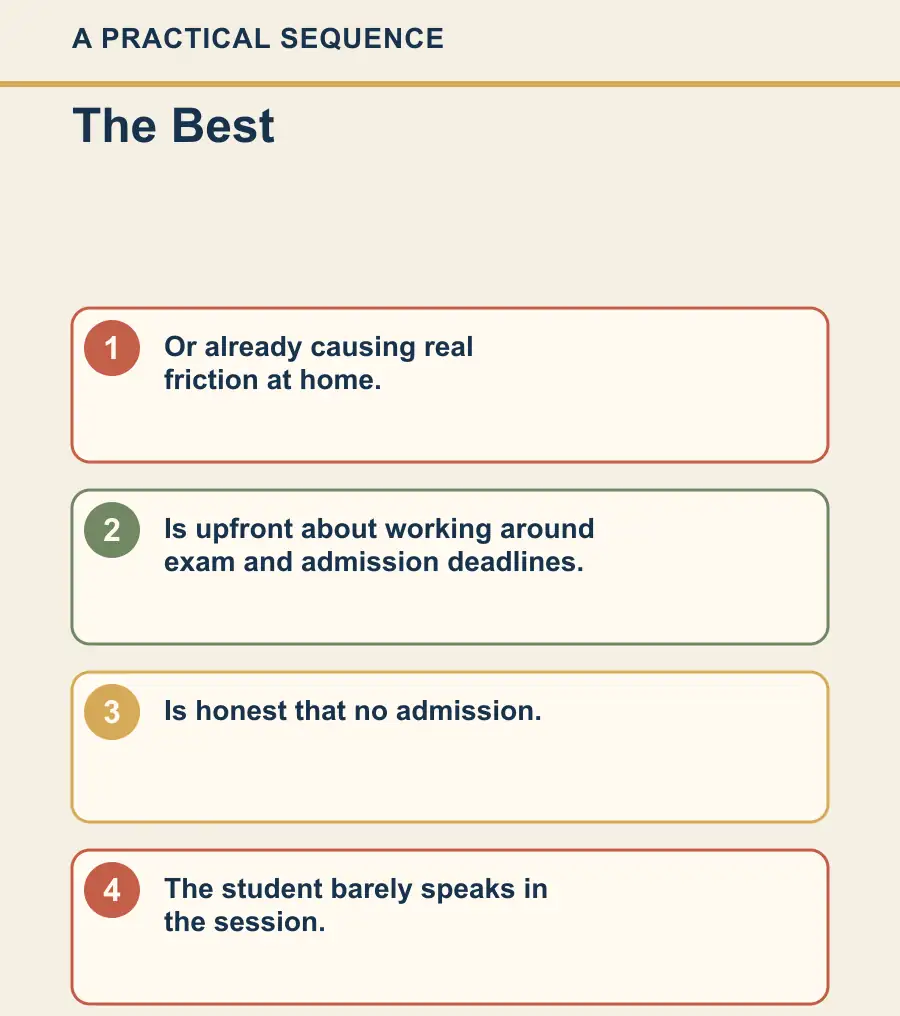 A PRACTICAL SEQUENCE
The Best
1
Or already causing real
friction at home.
2
Is upfront about working around
exam and admission deadlines.
3
Is honest that no admission.
4
The student barely speaks in
the session.